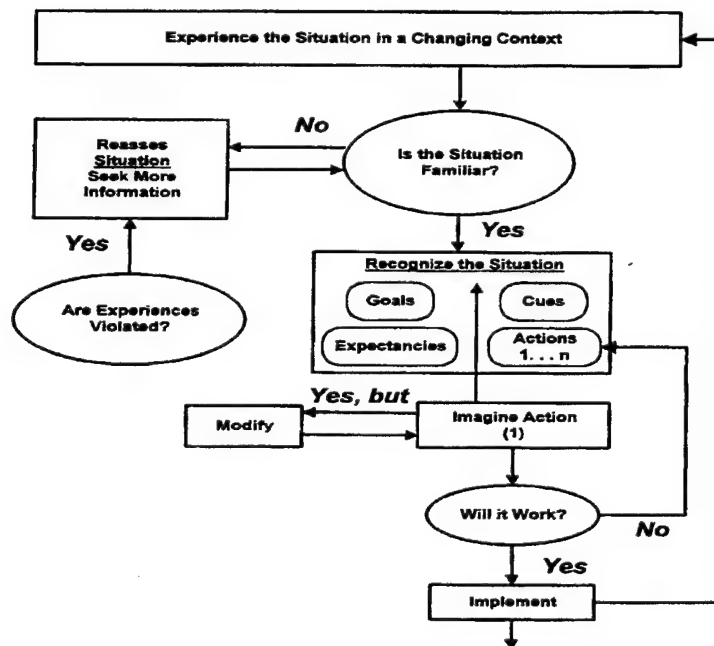 Experience the Situation in a Changing Context
No
Reasses
Situation
Seek More
Information
Is the Situation
Familiar?
Yes
Yes
Recognize the Situation
Goals
Cues
Are Experiences
Violated?
Expectancies
Actions
1. . . n
Yes, but
Modify
Imagine Action
(1)
Will it Work?
No
Yes
Implement